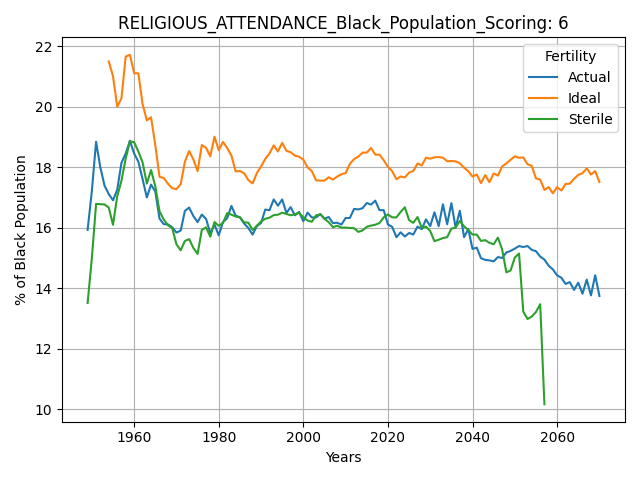 RELIGIOUS_ATTENDANCE_Black_Population_Scoring: 6
Fertility
Actual
Ideal
Sterile
% of Black Population
22
20
18
16
14
12
10
1960 1980 2000 2020 2040 2060
Years